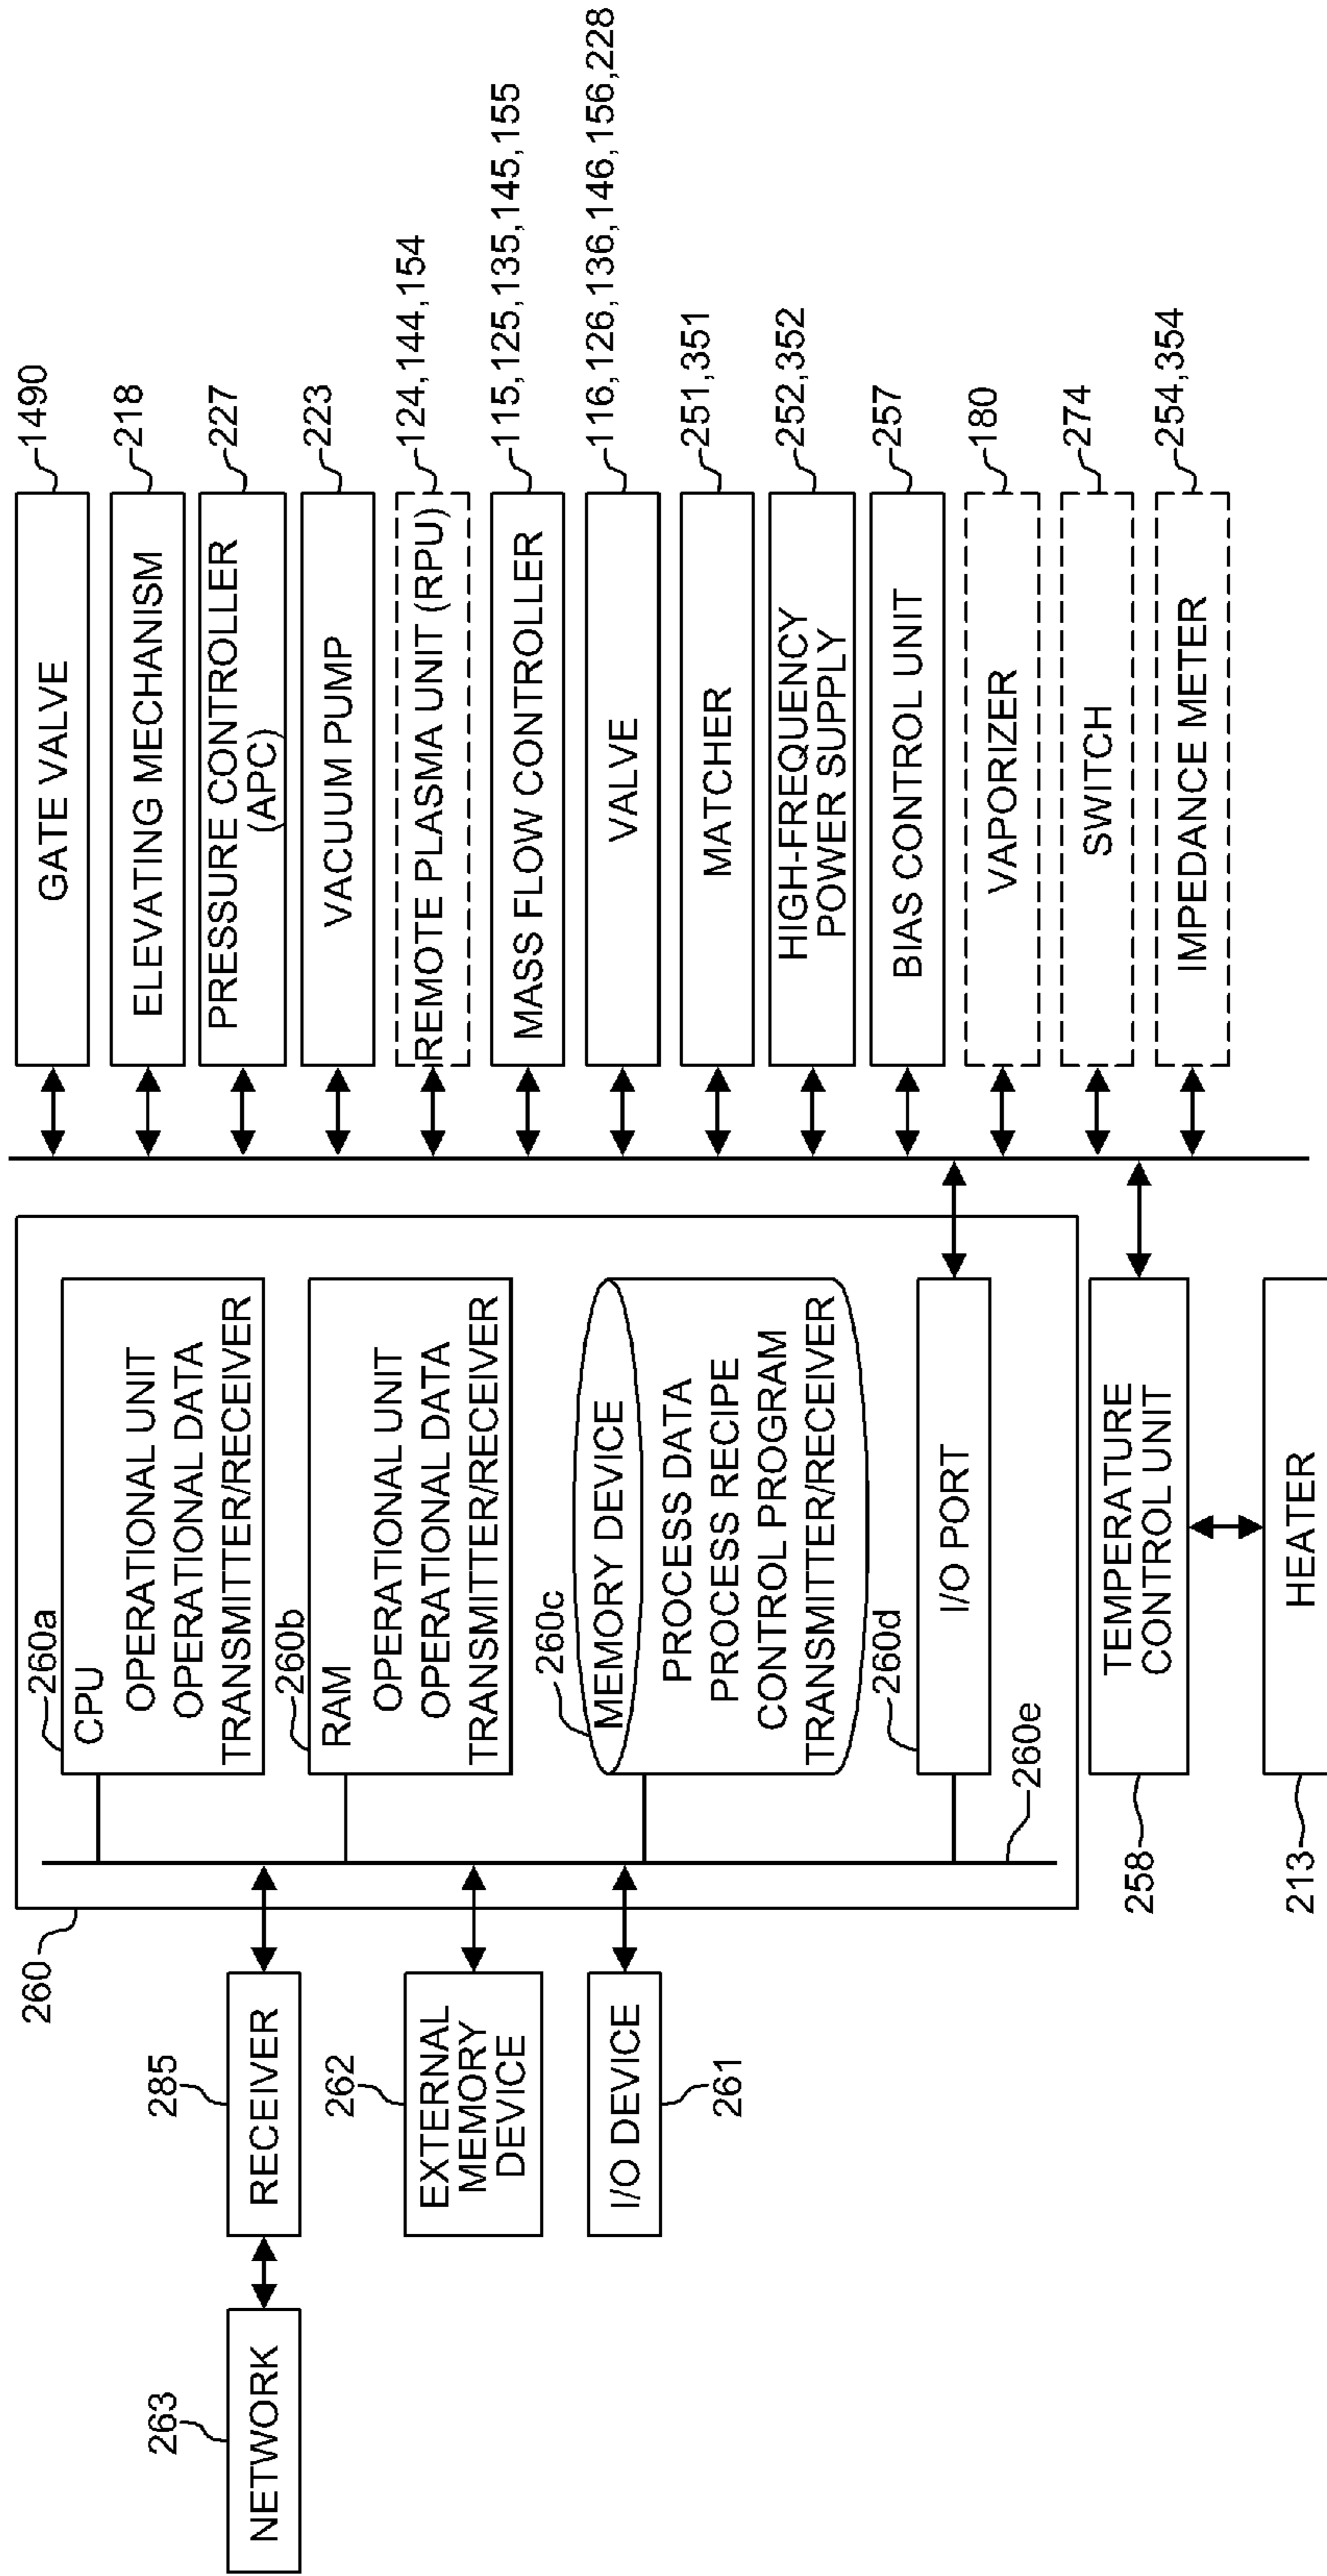 263
NETWORK
285
RECEIVER
262
EXTERNAL
MEMORY
DEVICE
I/O DEVICE
261
260
260a
CPU
OPERATIONAL UNIT
OPERATIONAL DATA
TRANSMITTER/RECEIVER
260b
RAM
OPERATIONAL UNIT
OPERATIONAL DATA
TRANSMITTER/RECEIVER
260c
MEMORY DEVICE
PROCESS DATA
PROCESS RECIPE
CONTROL PROGRAM
TRANSMITTER/RECEIVER
260d
I/O PORT
260e
258
TEMPERATURE
CONTROL UNIT
213
HEATER
GATE VALVE
1490
ELEVATING MECHANISM
218
PRESSURE CONTROLLER
(APC)
227
VACUUM PUMP
223
REMOTE PLASMA UNIT (RPU)
124,144,154
MASS FLOW CONTROLLER
115,125,135,145,155
VALVE
116,126,136,146,156,228
MATCHER
251,351
HIGH-FREQUENCY
POWER SUPPLY
252,352
BIAS CONTROL UNIT
257
VAPORIZER
180
SWITCH
274
IMPEDANCE METER
254,354